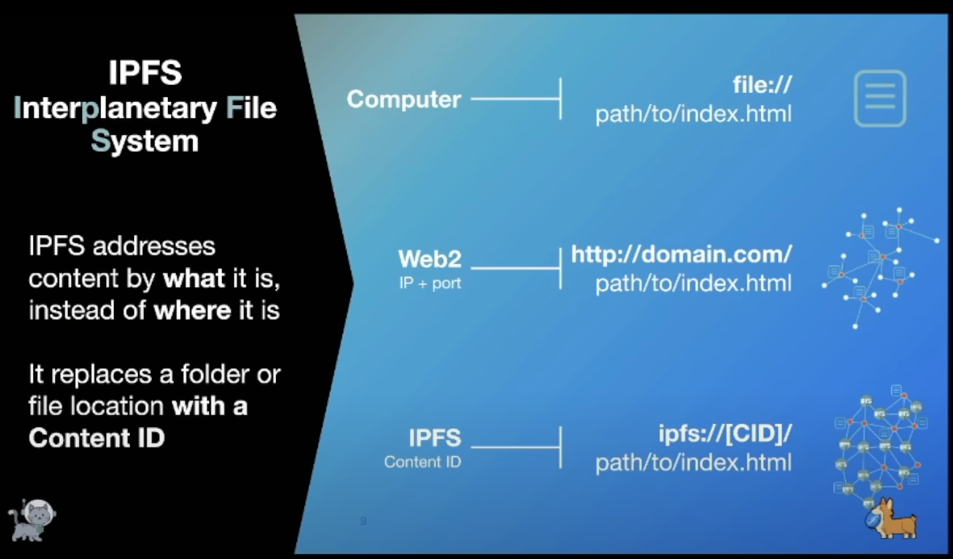 IPFS
Interplanetary File
System
IPFS addresses
content by what it is,
instead of where it is
It replaces a folder or
file location with a
Content ID
Computer
file://
path/to/index.html
Web2
IP + port
http://domain.com/
path/to/index.html
IPFS
Content ID
ipfs://[CID]/
path/to/index.html
9